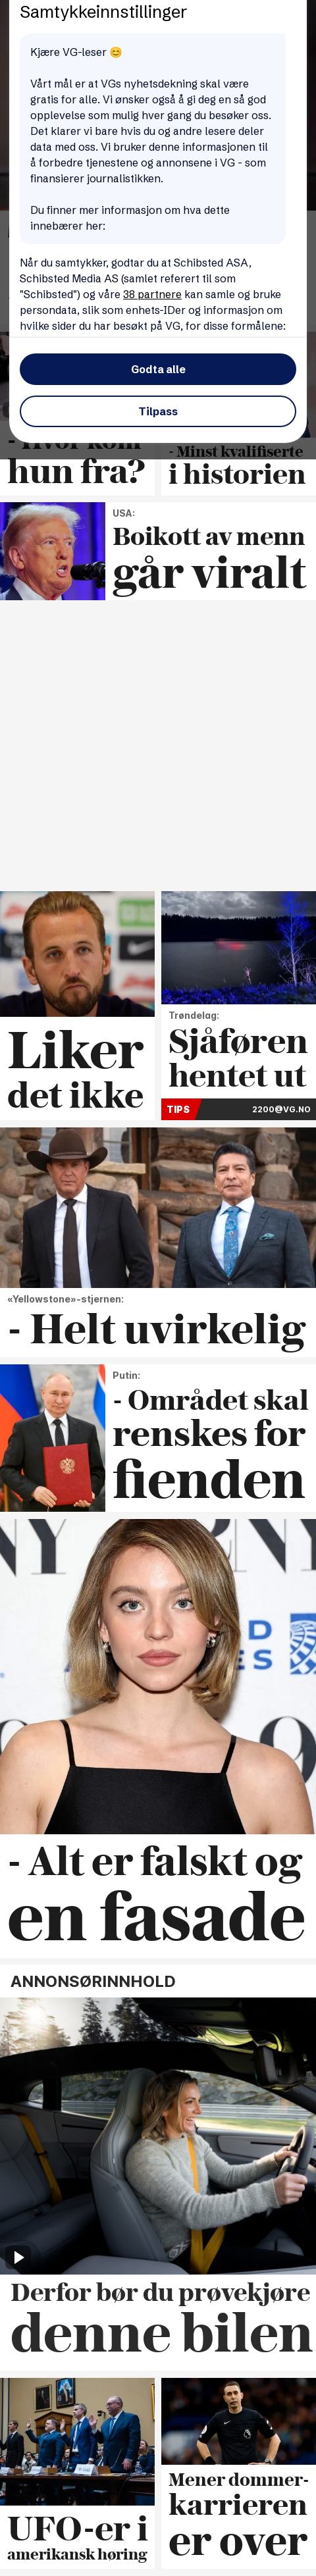 Samtykkeinnstillinger
Kjære VG-leser 😊
Vårt mål er at VGs nyhetsdekning skal være
gratis for alle. Vi ønsker også å gi deg en så god
opplevelse som mulig hver gang du besøker oss.
Det klarer vi bare hvis du og andre lesere deler
data med oss. Vi bruker denne informasjonen til
å forbedre tjenestene og annonsene i VG - som
finansierer journalistikken.
Du finner mer informasjon om hva dette
innebærer her:
Når du samtykker, godtar du at Schibsted ASA,
Schibsted Media AS (samlet referert til som
"Schibsted") og våre 38 partnere kan samle og bruke
persondata, slik som enhets-IDer og informasjon om
hvilke sider du har besøkt på VG, for disse formålene:
Godta alle
Tilpass
- Hvor kom
hun fra?
- Minst kvalifiserte
i historien
USA:
Boikott av menn
går viralt
Liker
det ikke
Trøndelag:
Sjåføren
hentet ut
TIPS
2200@VG.NO
«Yellowstone»-stjernen:
- Helt uvirkelig
Putin:
- Området skal
renskes for
fienden
- Alt er falskt og
en fasade
ANNONSØRINNHOLD
Derfor bør du prøvekjøre
denne bilen
UFO-er i
amerikansk høring
Mener dommer-
karrieren
er over